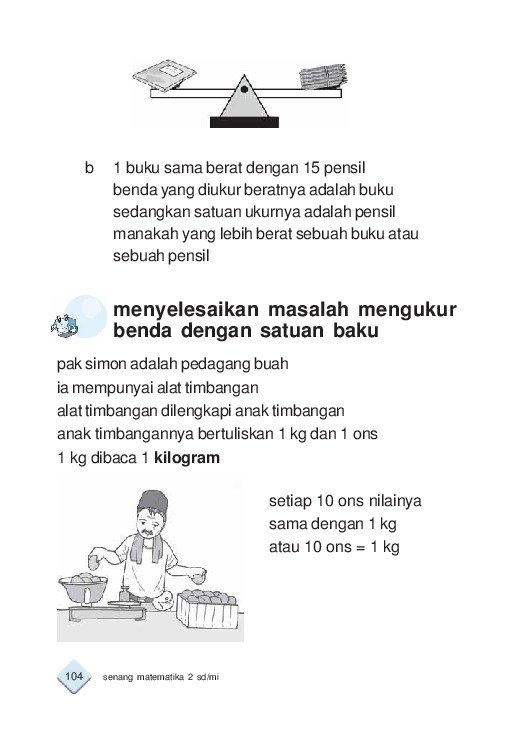 b 1 buku sama berat dengan 15 pensil
benda yang diukur beratnya adalah buku
sedangkan satuan ukurnya adalah pensil
manakah yang lebih berat sebuah buku atau
sebuah pensil
menyelesaikan masalah mengukur
benda dengan satuan baku
pak simon adalah pedagang buah
ia mempunyai alat timbangan
alat timbangan dilengkapi anak timbangan
anak timbangannya bertuliskan 1 kg dan 1 ons
1 kg dibaca 1 kilogram
setiap 10 ons nilainya
sama dengan 1 kg
atau 10 ons = 1 kg
104 senang matematika 2 sd/mi